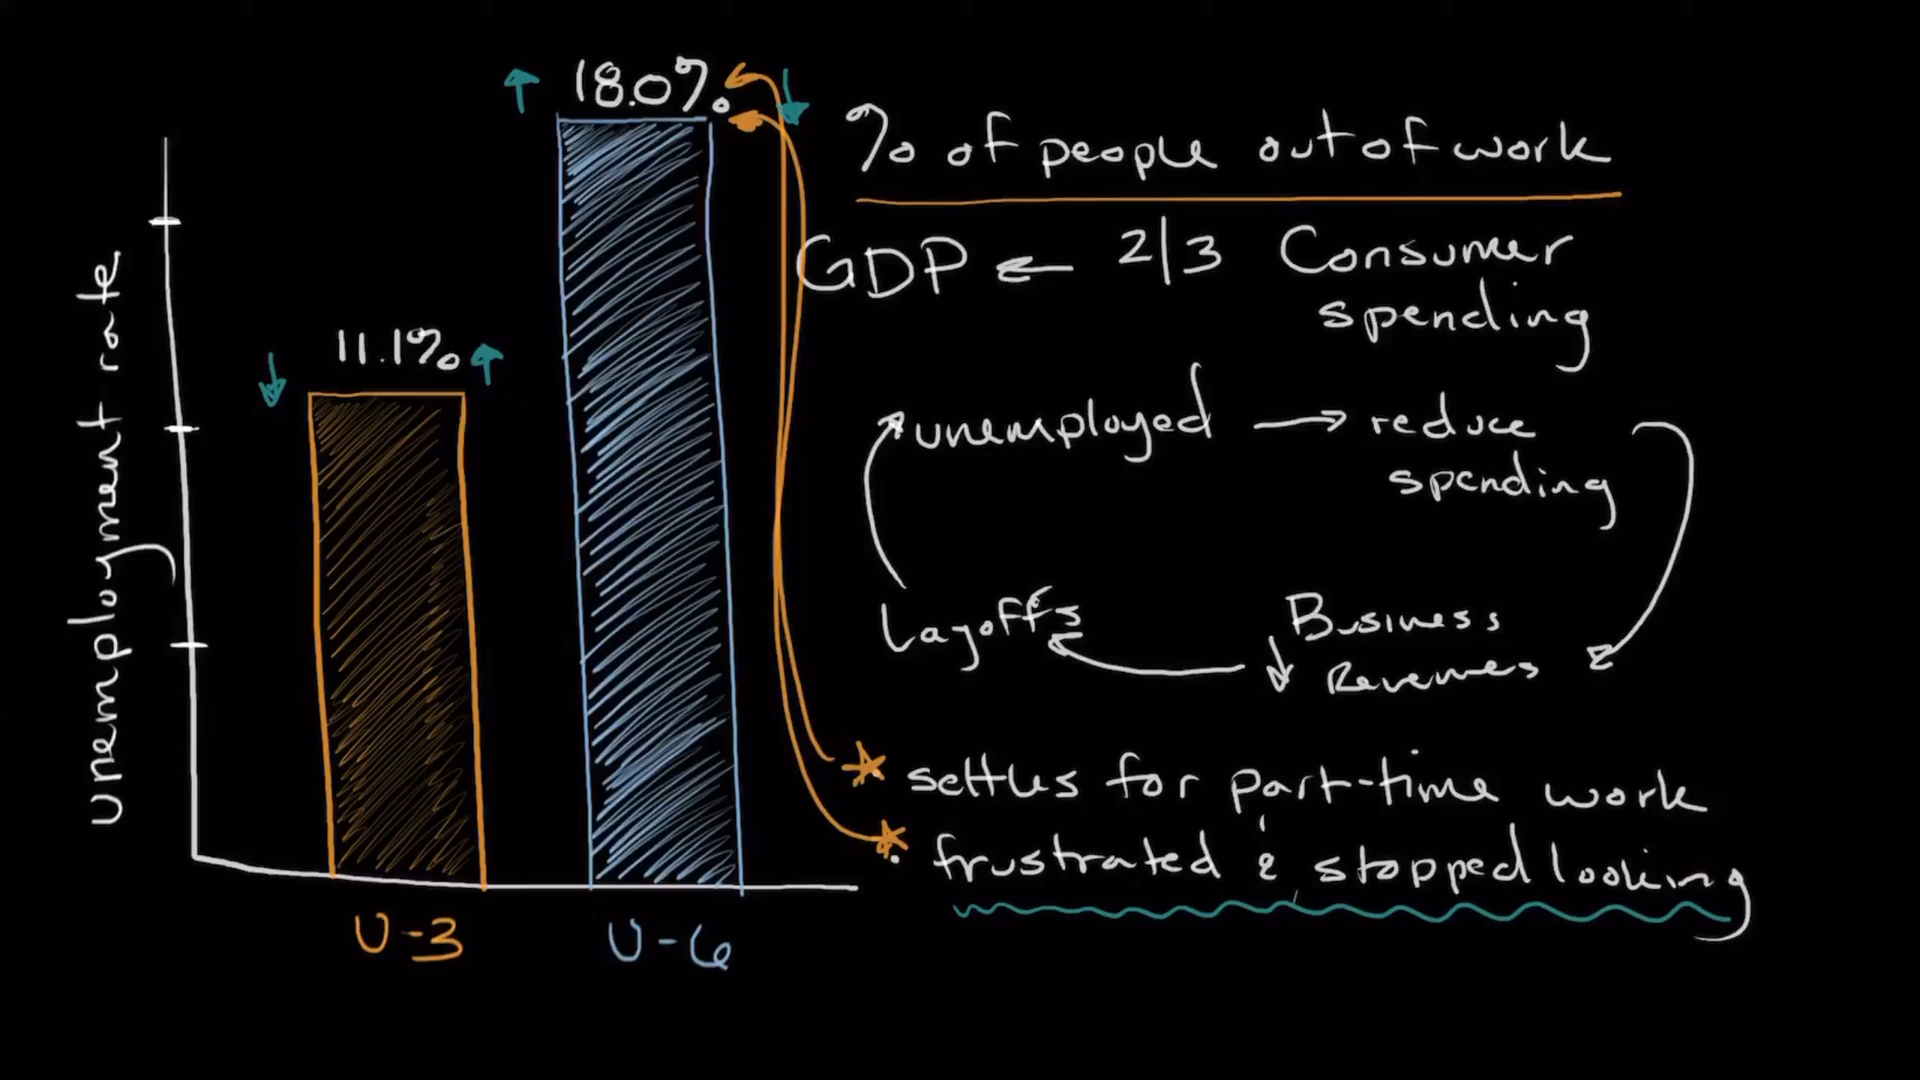 Unemployment rate
11.1%
18.0%
U-3
U-6
% of people out of work
GDP ← 2/3 Consumer
spending
unemployed → reduce
spending
Layoffs
↓ Business
Revenues
settles for part-time work
frustrated & stopped looking